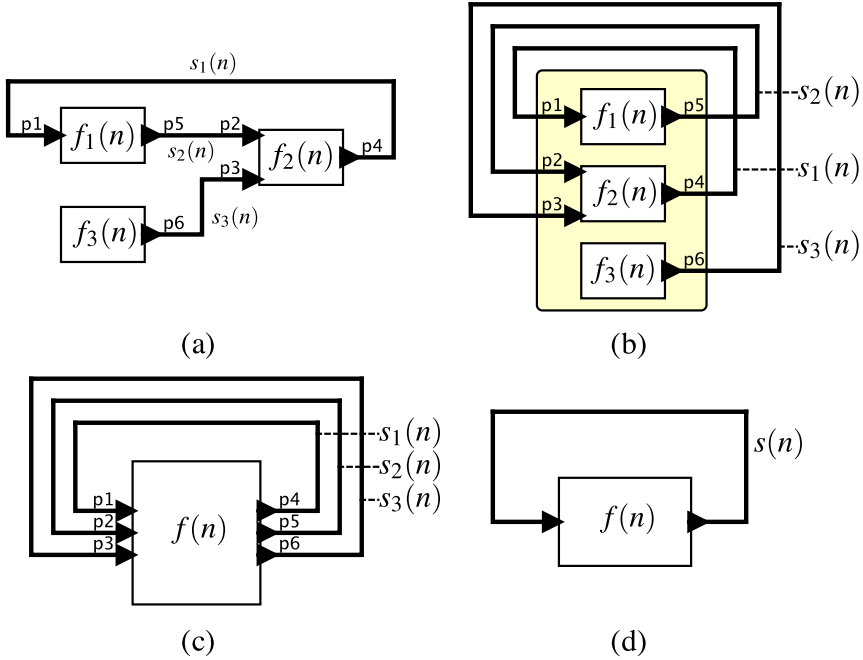 s₁(n)
p1
f₁(n)
p5
s₂(n)
p2
p3
f₂(n)
p4
f₃(n)
p6
s₃(n)
(a)
p1
f₁(n)
p5
s₂(n)
p2
p3
f₂(n)
p4
s₁(n)
f₃(n)
p6
s₃(n)
(b)
s₁(n)
s₂(n)
s₃(n)
p1
p2
p3
f(n)
p4
p5
p6
(c)
s(n)
f(n)
(d)